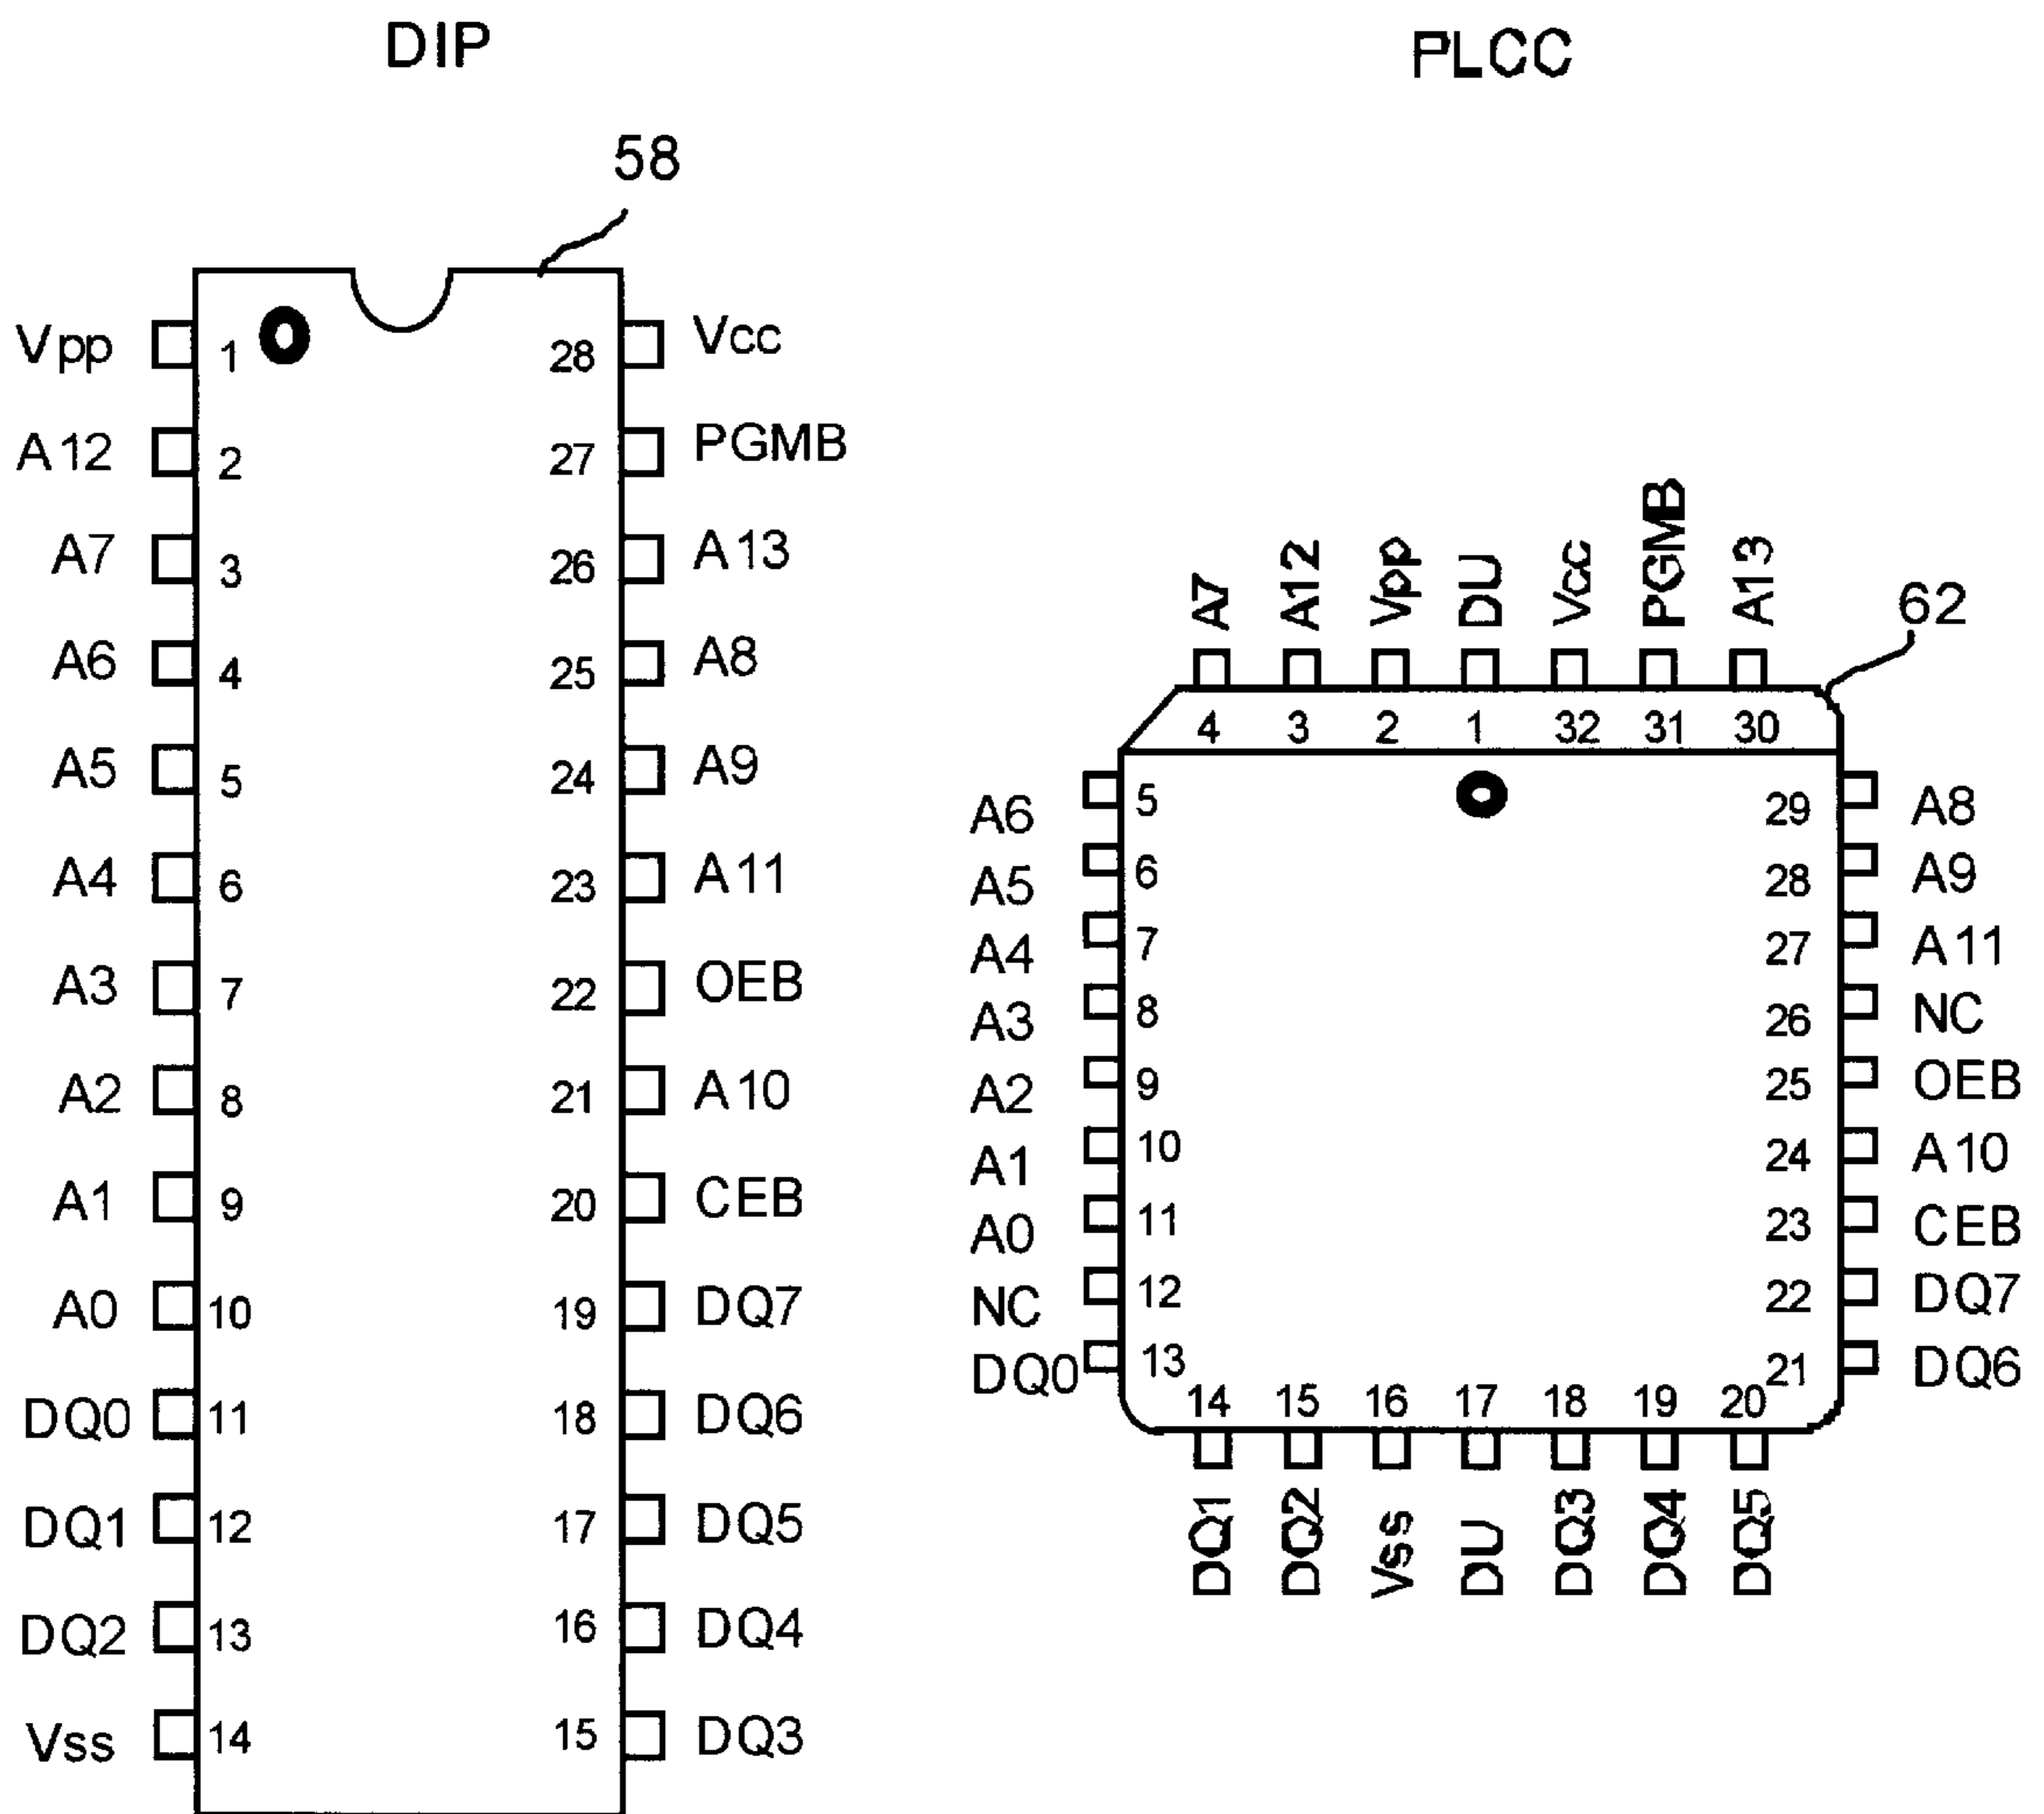 DIP
58
Vpp 1 28 Vcc
A12 2 27 PGMB
A7 3 26 A13
A6 4 25 A8
A5 5 24 A9
A4 6 23 A11
A3 7 22 OEB
A2 8 21 A10
A1 9 20 CEB
A0 10 19 DQ7
DQ0 11 18 DQ6
DQ1 12 17 DQ5
DQ2 13 16 DQ4
Vss 14 15 DQ3
PLCC
62
A7 A12 Vpp DU Vcc PGMB A13
4 3 2 1 32 31 30
A6 5 29 A8
A5 6 28 A9
A4 7 27 A11
A3 8 26 NC
A2 9 25 OEB
A1 10 24 A10
A0 11 23 CEB
NC 12 22 DQ7
DQ0 13 21 DQ6
14 15 16 17 18 19 20
DQ1 DQ2 Vss DU DQ3 DQ4 DQ5